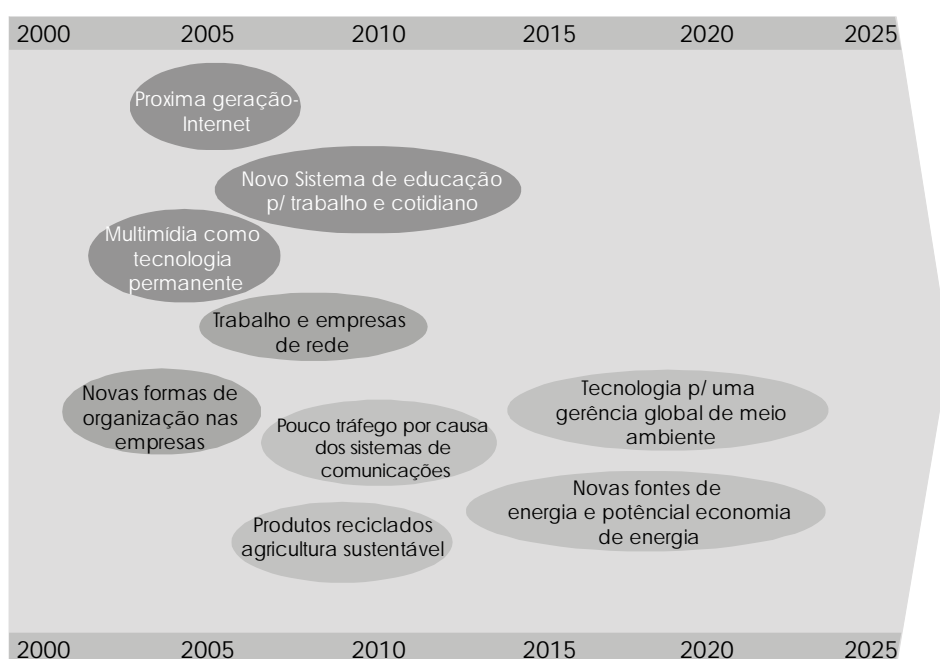 2000 2005 2010 2015 2020 2025
Proxima geração-
Internet
Novo Sistema de educação
p/ trabalho e cotidiano
Multimídia como
tecnologia
permanente
Trabalho e empresas
de rede
Novas formas de
organização nas
empresas
Pouco tráfego por causa
dos sistemas de
comunicações
Tecnologia p/ uma
gerência global de meio
ambiente
Produtos reciclados
agricultura sustentável
Novas fontes de
energia e potêncial economia
de energia
2000 2005 2010 2015 2020 2025